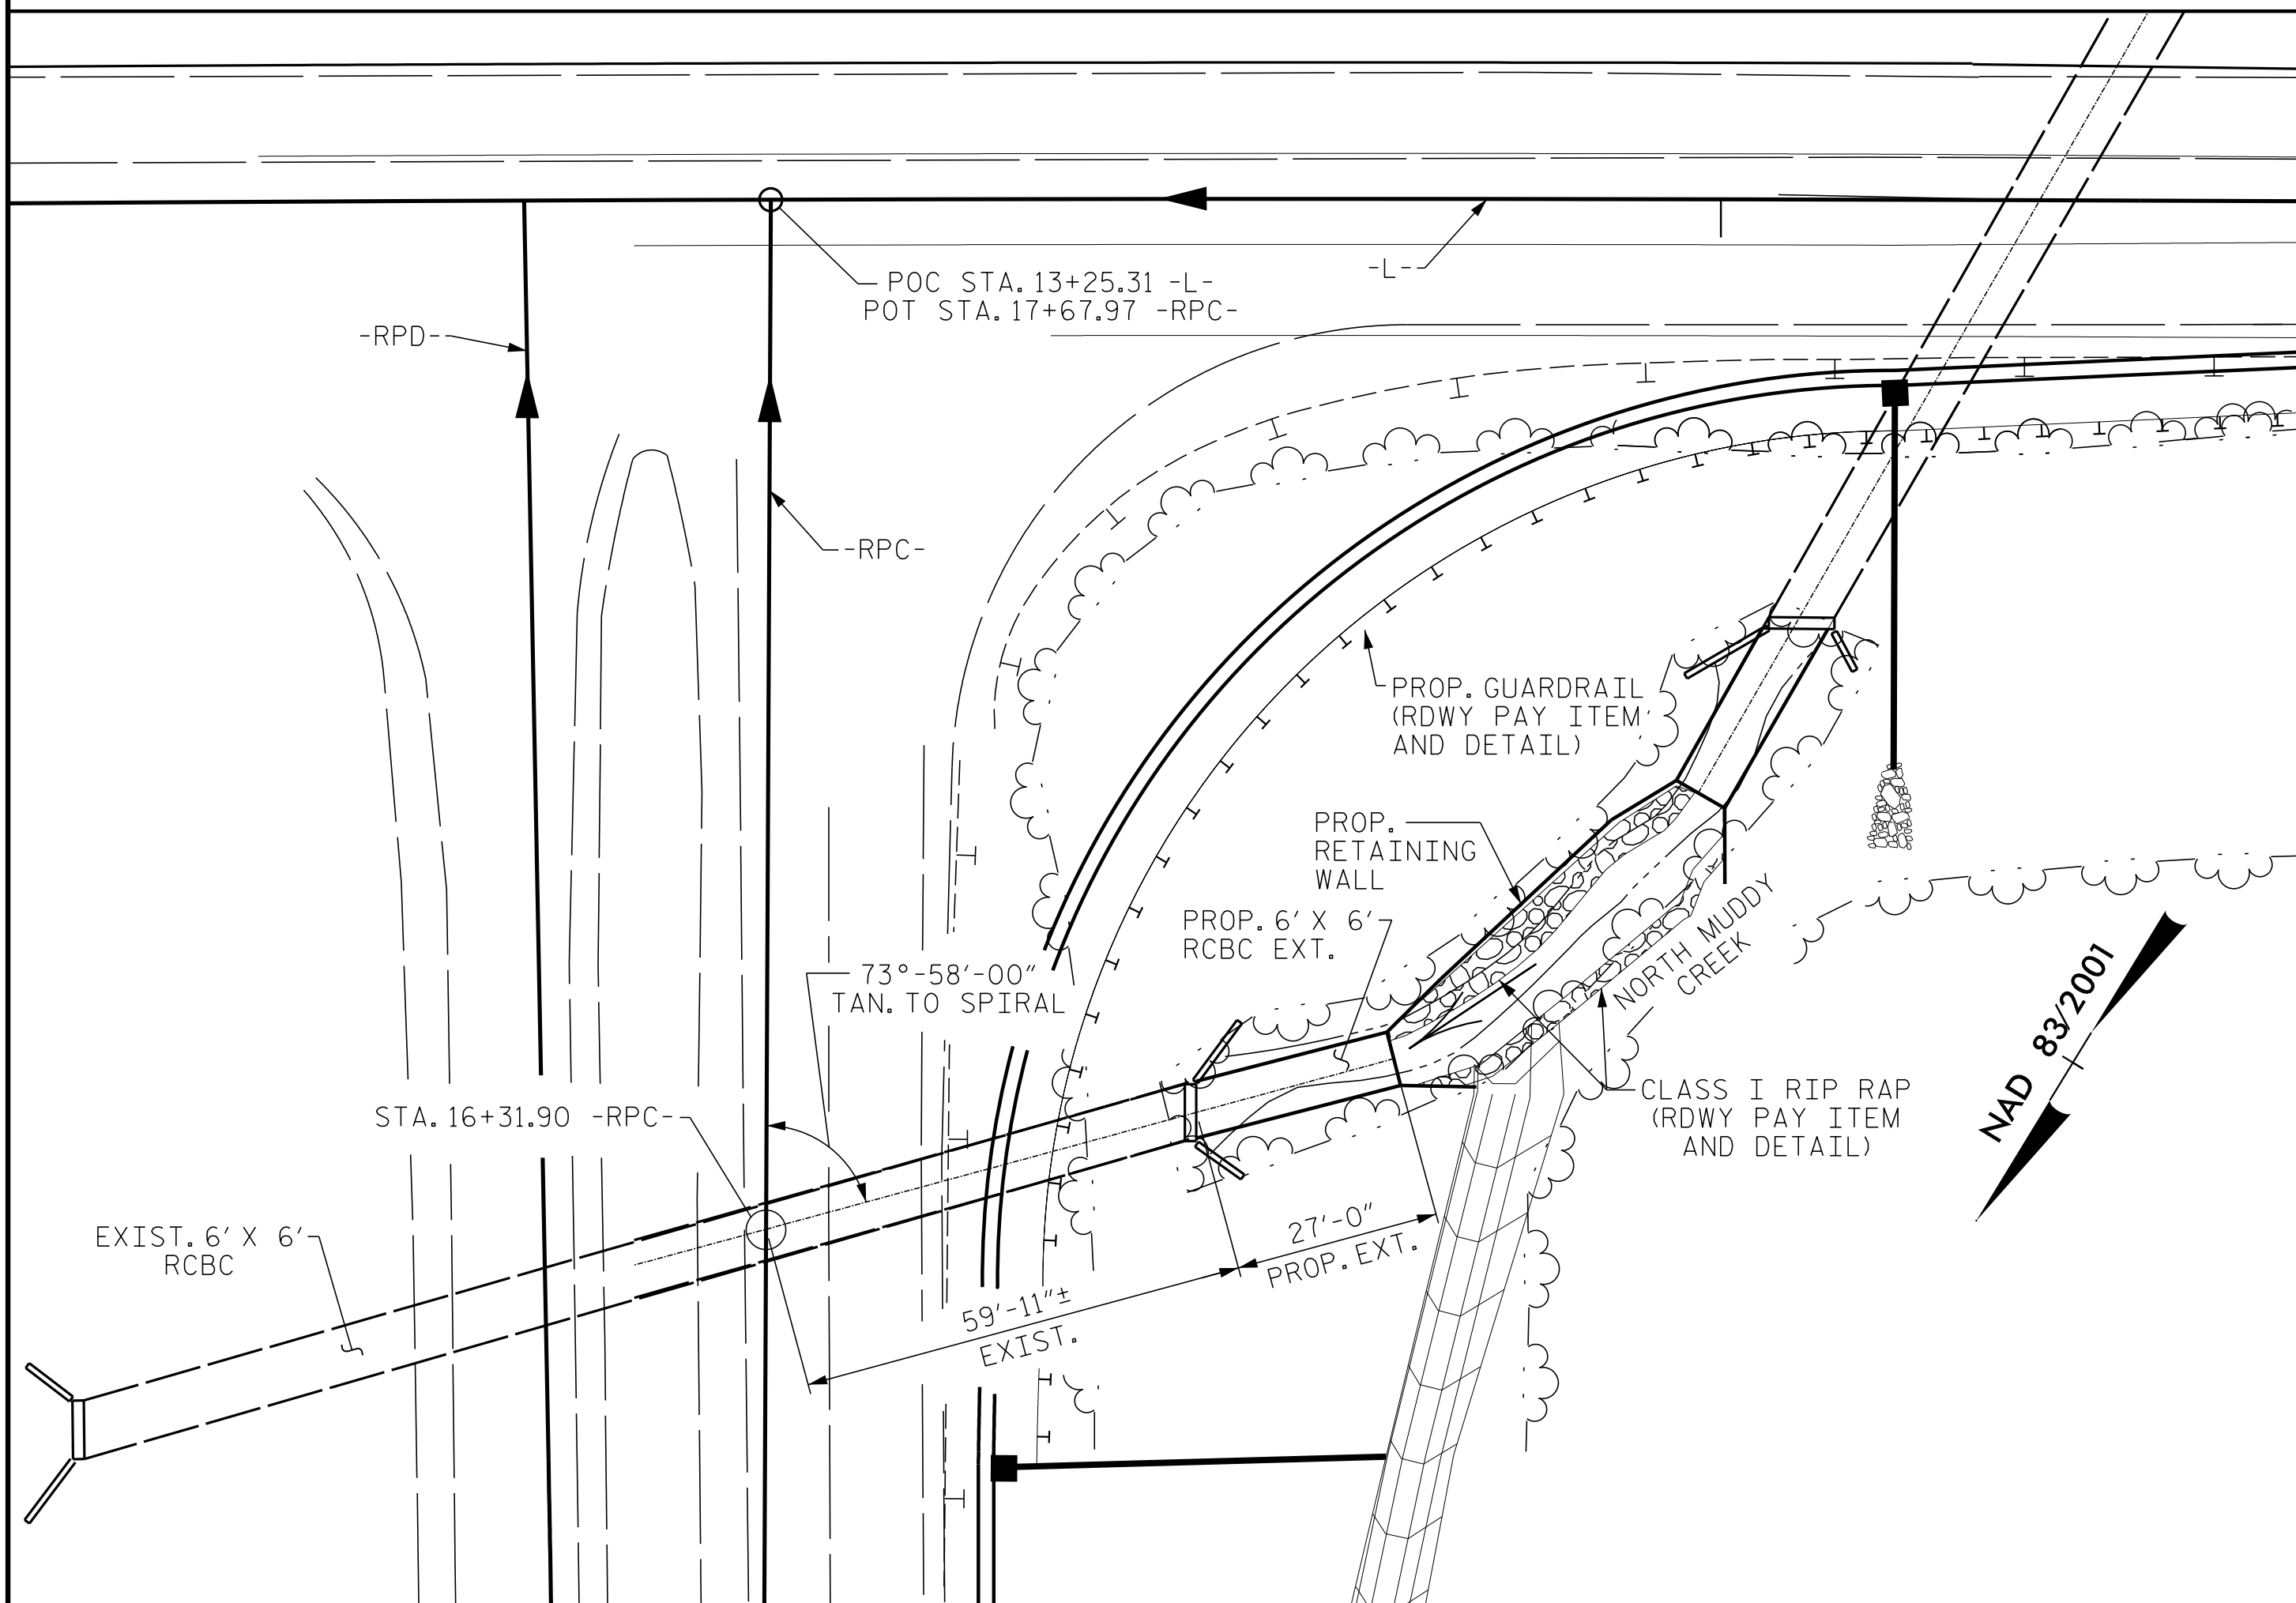 POC STA. 13+25.31 -L-
POT STA. 17+67.97 -RPC-
-L-
-RPD-
-RPC-
PROP. GUARDRAIL
(RDWY PAY ITEM
AND DETAIL)
PROP.
RETAINING
WALL
PROP. 6' X 6'
RCBC EXT.
73°-58'-00"
TAN. TO SPIRAL
NORTH MUDDY
CREEK
NAD 83/2001
STA. 16+31.90 -RPC-
CLASS I RIP RAP
(RDWY PAY ITEM
AND DETAIL)
EXIST. 6' X 6'
RCBC
27'-0"
PROP. EXT.
59'-11"±
EXIST.